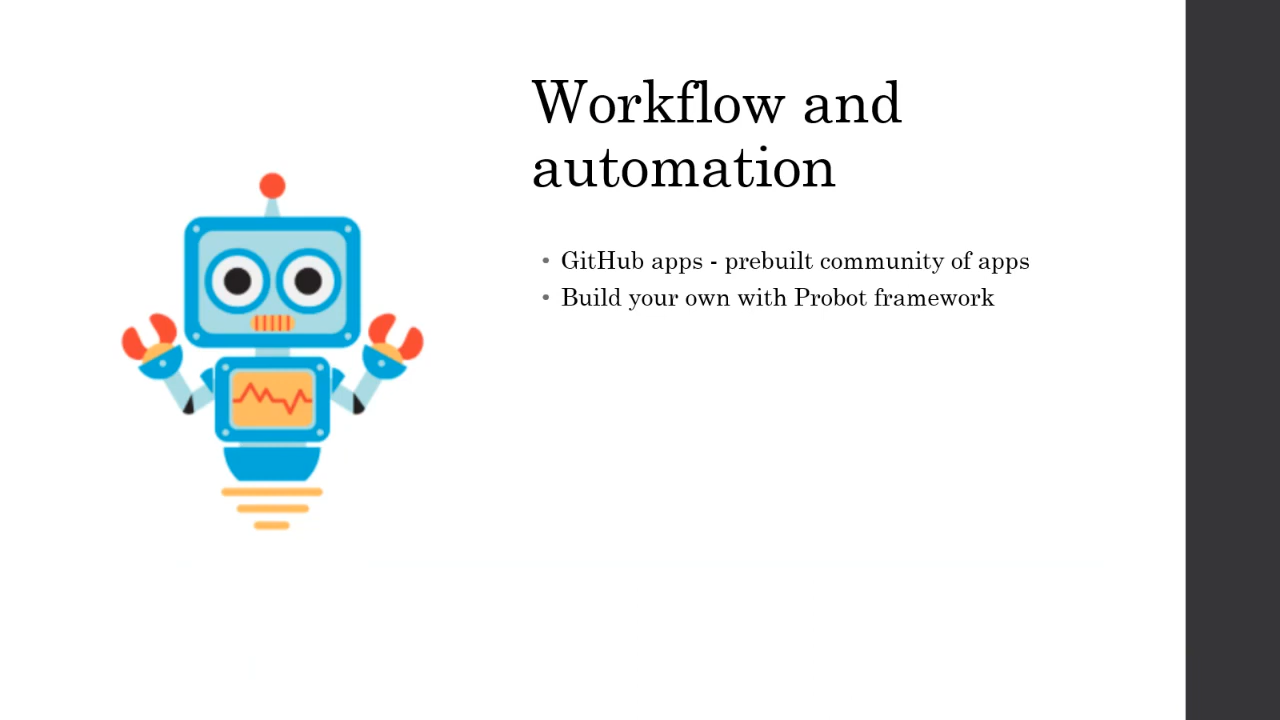 Workflow and
automation
• GitHub apps - prebuilt community of apps
• Build your own with Probot framework